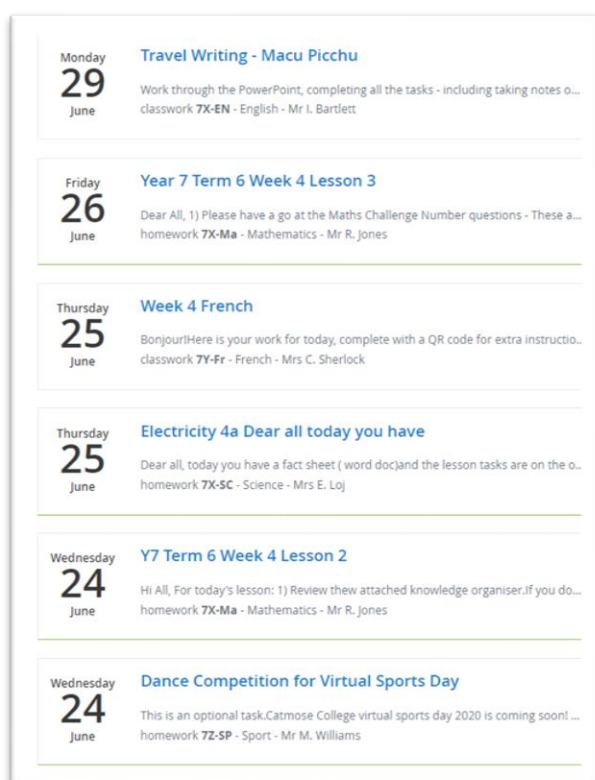 Monday
29
June
Travel Writing - Macu Picchu
Work through the PowerPoint, completing all the tasks - including taking notes o...
classwork 7X-EN - English - Mr I. Bartlett
Friday
26
June
Year 7 Term 6 Week 4 Lesson 3
Dear All, 1) Please have a go at the Maths Challenge Number questions - These a...
homework 7X-Ma - Mathematics - Mr R. Jones
Thursday
25
June
Week 4 French
Bonjour!Here is your work for today, complete with a QR code for extra instructio..
classwork 7Y-Fr - French - Mrs C. Sherlock
Thursday
25
June
Electricity 4a Dear all today you have
Dear all, today you have a fact sheet ( word doc)and the lesson tasks are on the o..
homework 7X-SC - Science - Mrs E. Loj
Wednesday
24
June
Y7 Term 6 Week 4 Lesson 2
Hi All, For today's lesson: 1) Review thew attached knowledge organiser.If you do...
homework 7X-Ma - Mathematics - Mr R. Jones
Wednesday
24
June
Dance Competition for Virtual Sports Day
This is an optional task.Catmose College virtual sports day 2020 is coming soon! ...
homework 7Z-SP - Sport - Mr M. Williams